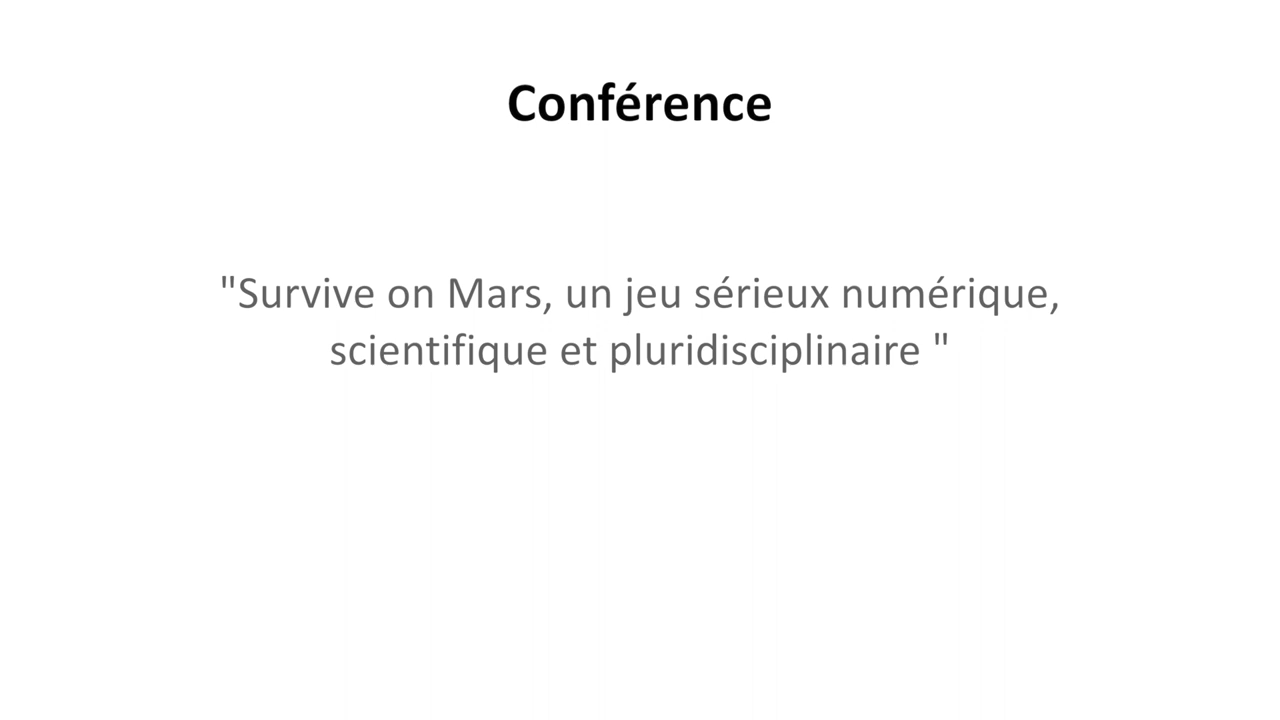 Conférence
"Survive on Mars, un jeu sérieux numérique,
scientifique et pluridisciplinaire "